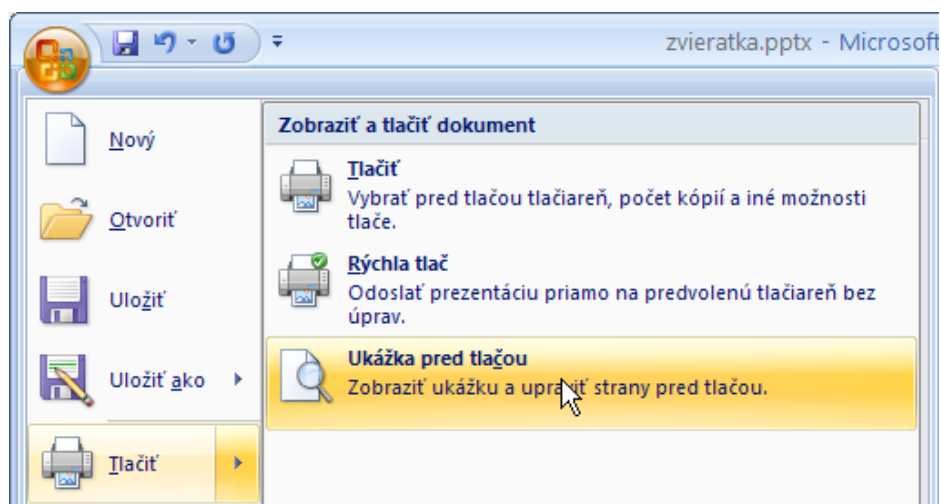 zvieratka.pptx - Microsoft
Nový
Otvoriť
Uložiť
Uložiť ako
Tlačiť
Zobraziť a tlačiť dokument
Tlačiť
Vybrať pred tlačou tlačiareň, počet kópií a iné možnosti
tlače.
Rýchla tlač
Odoslať prezentáciu priamo na predvolenú tlačiareň bez
úprav.
Ukážka pred tlačou
Zobraziť ukážku a upraviť strany pred tlačou.